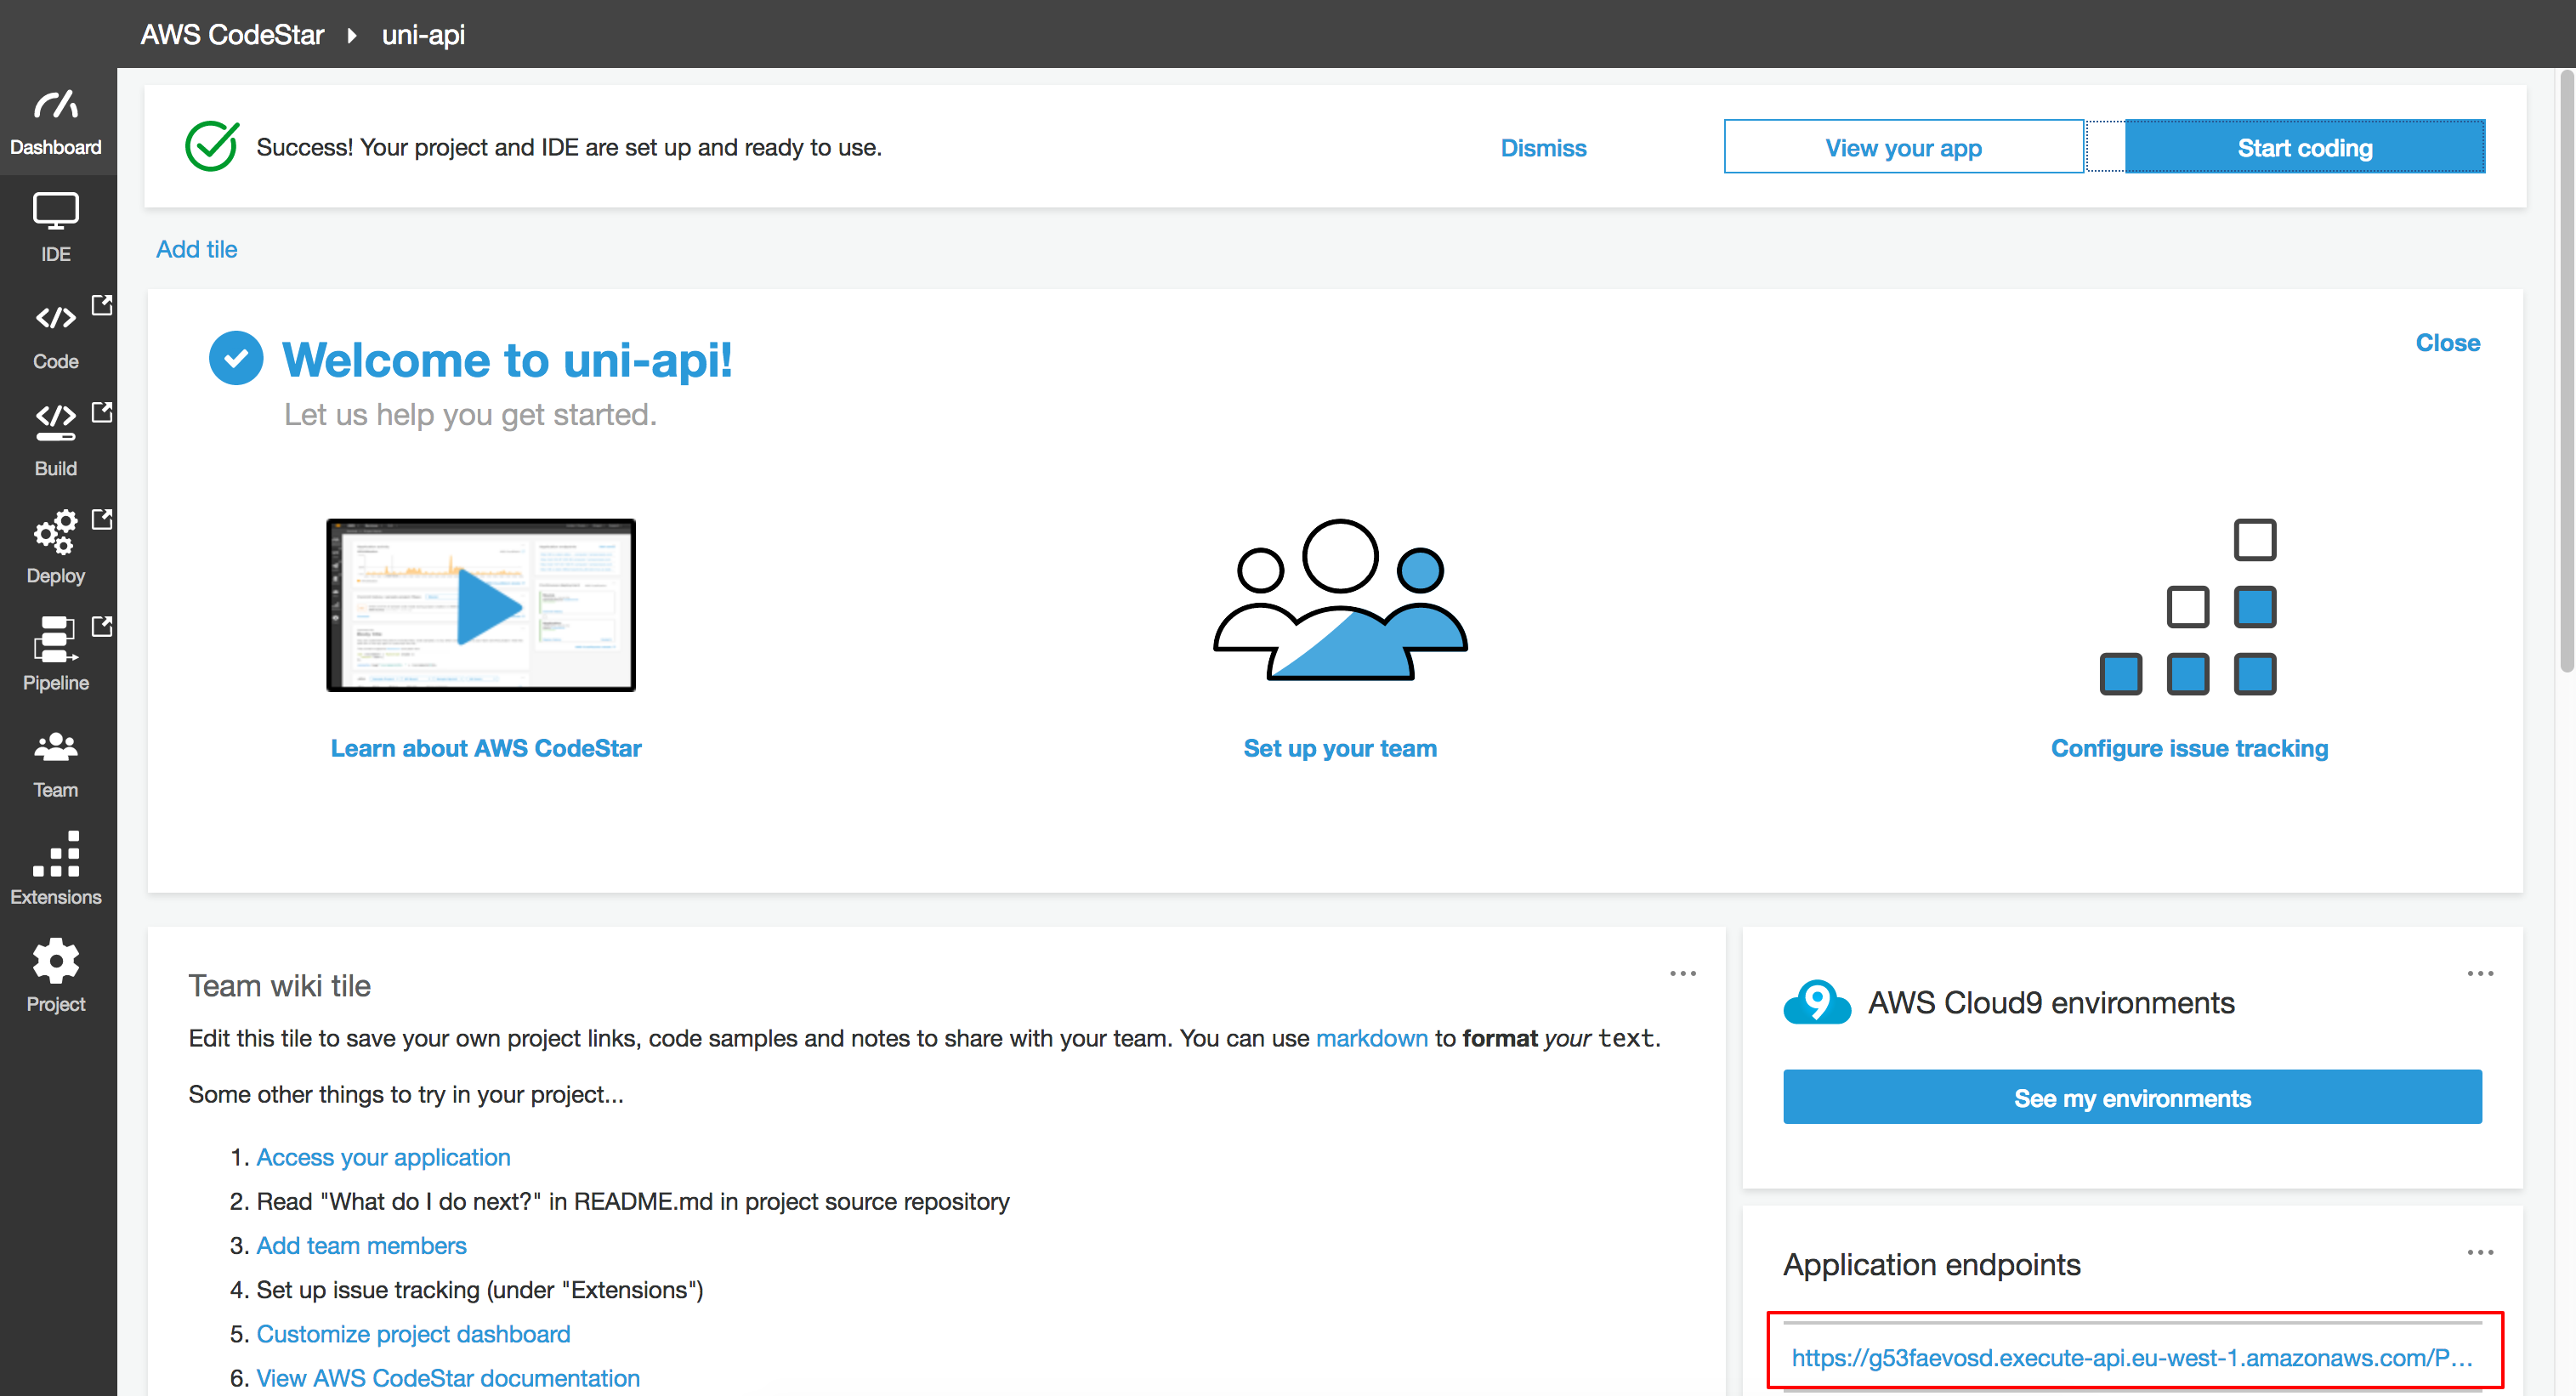 AWS CodeStar uni-api
Dashboard
IDE
Code
Build
Deploy
Pipeline
Team
Extensions
Project
Success! Your project and IDE are set up and ready to use.
Dismiss
View your app
Start coding
Add tile
Welcome to uni-api!
Close
Let us help you get started.
Learn about AWS CodeStar
Set up your team
Configure issue tracking
Team wiki tile
Edit this tile to save your own project links, code samples and notes to share with your team. You can use markdown to format your text.
Some other things to try in your project...
1. Access your application
2. Read "What do I do next?" in README.md in project source repository
3. Add team members
4. Set up issue tracking (under "Extensions")
5. Customize project dashboard
6. View AWS CodeStar documentation
9 AWS Cloud9 environments
See my environments
Application endpoints
https://g53faevosd.execute-api.eu-west-1.amazonaws.com/P...